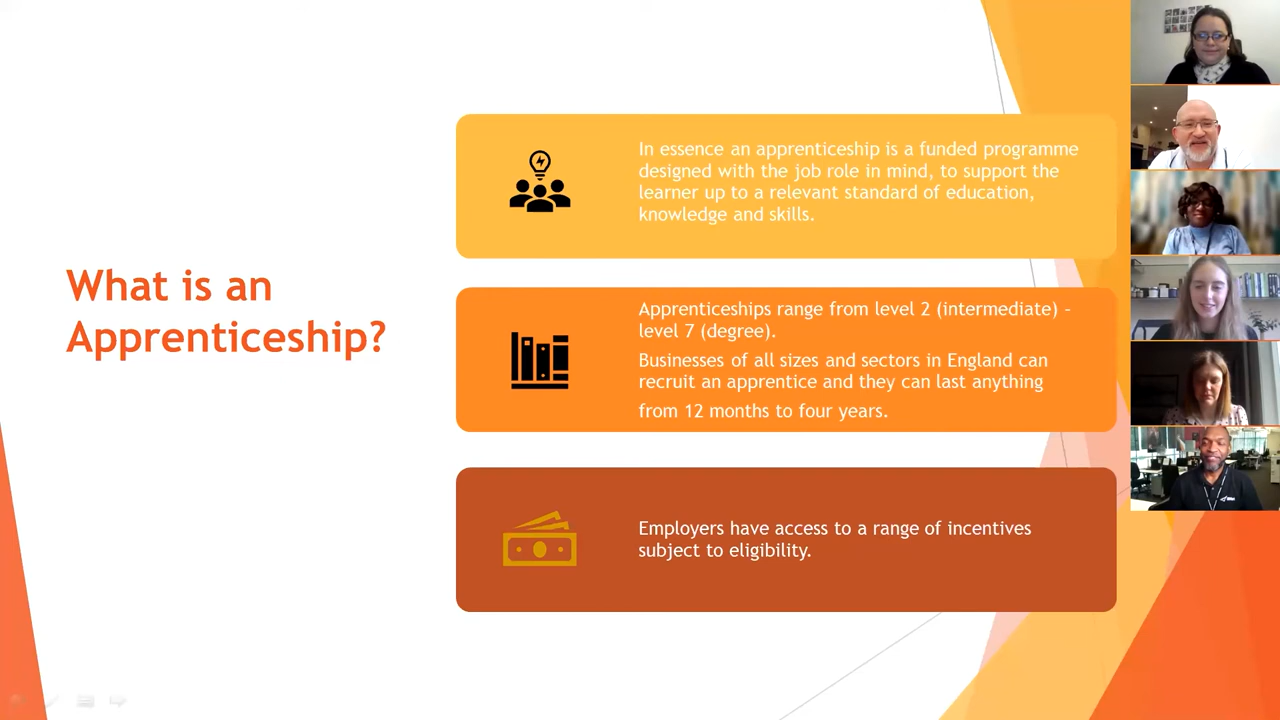 What is an
Apprenticeship?
In essence an apprenticeship is a funded programme
designed with the job role in mind, to support the
learner up to a relevant standard of education,
knowledge and skills.
Apprenticeships range from level 2 (intermediate) –
level 7 (degree).
Businesses of all sizes and sectors in England can
recruit an apprentice and they can last anything
from 12 months to four years.
Employers have access to a range of incentives
subject to eligibility.